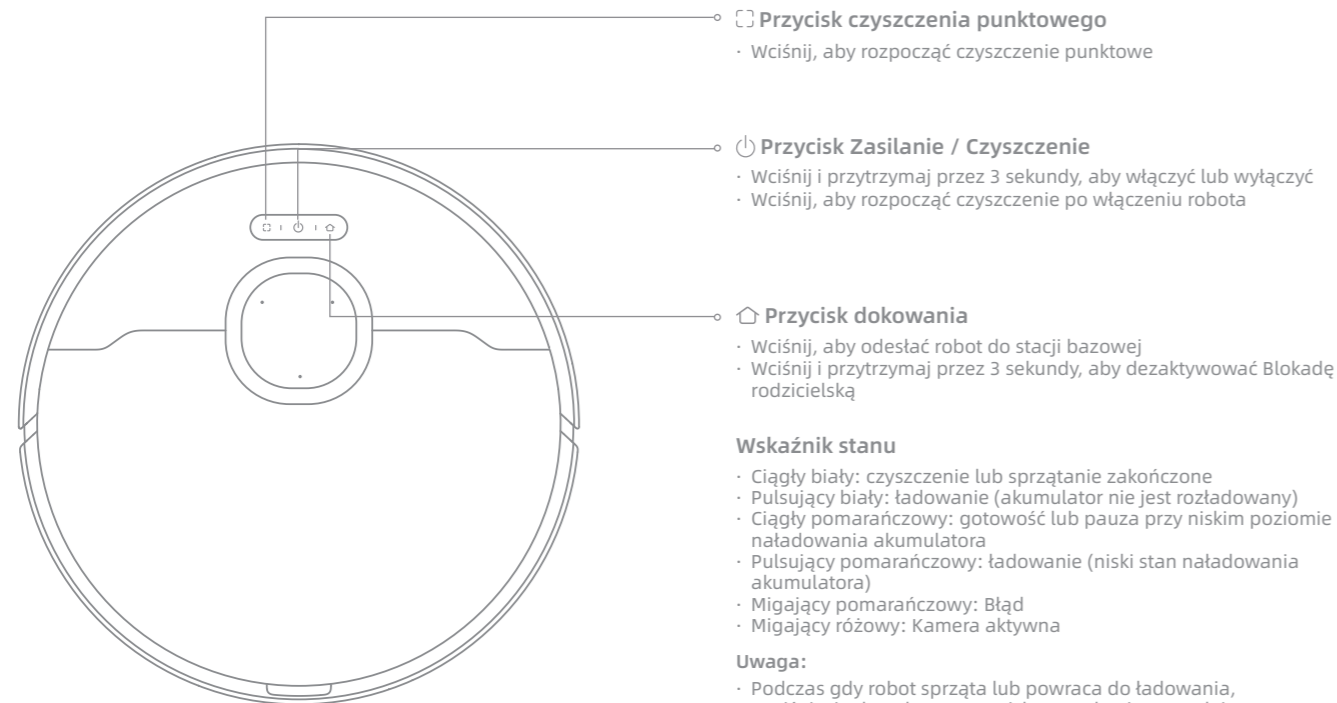 Przycisk czyszczenia punktowego
· Wciśnij, aby rozpocząć czyszczenie punktowe
Przycisk Zasilanie / Czyszczenie
· Wciśnij i przytrzymaj przez 3 sekundy, aby włączyć lub wyłączyć
· Wciśnij, aby rozpocząć czyszczenie po włączeniu robota
Przycisk dokowania
· Wciśnij, aby odesłać robot do stacji bazowej
· Wciśnij i przytrzymaj przez 3 sekundy, aby dezaktywować Blokadę
rodzicielską
Wskaźnik stanu
· Ciągły biały: czyszczenie lub sprzątanie zakończone
· Pulsujący biały: ładowanie (akumulator nie jest rozładowany)
· Ciągły pomarańczowy: gotowość lub pauza przy niskim poziomie
naładowania akumulatora
· Pulsujący pomarańczowy: ładowanie (niski stan naładowania
akumulatora)
· Migający pomarańczowy: Błąd
· Migający różowy: Kamera aktywna
Uwaga:
· Podczas gdy robot sprząta lub powraca do ładowania,